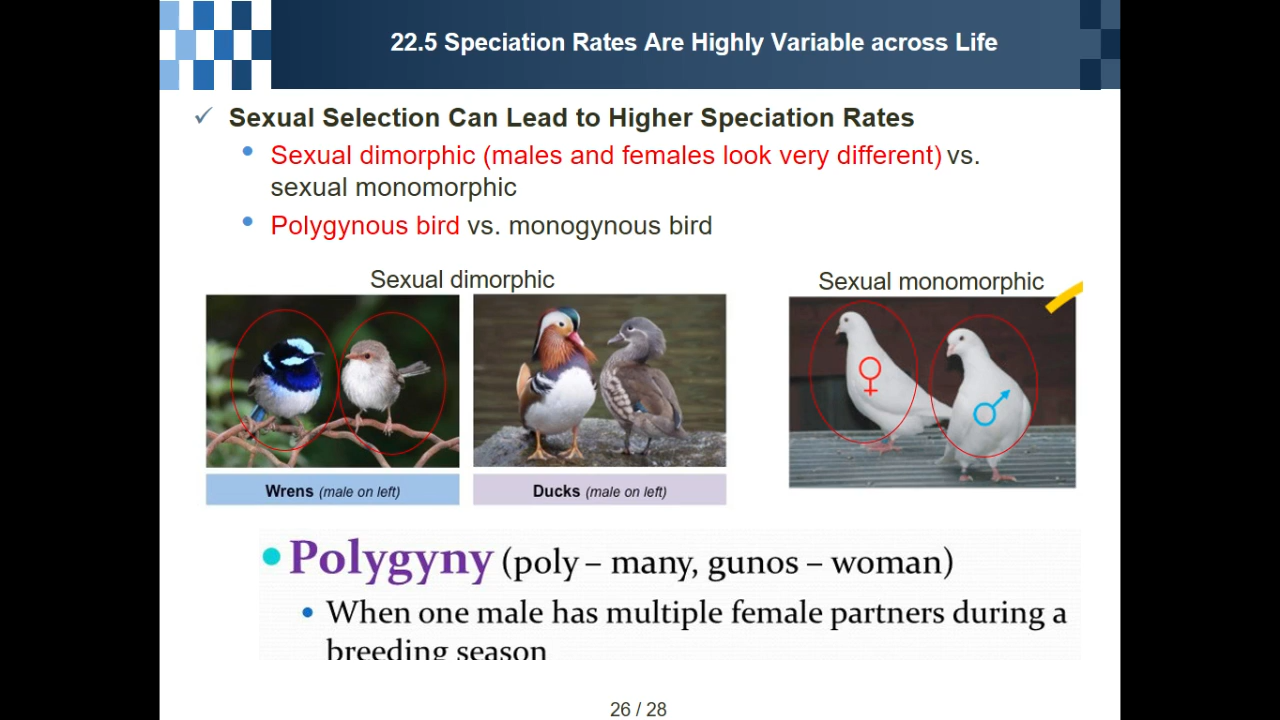 22.5 Speciation Rates Are Highly Variable across Life
Sexual Selection Can Lead to Higher Speciation Rates
Sexual dimorphic (males and females look very different) vs.
sexual monomorphic
Polygynous bird vs. monogynous bird
Sexual dimorphic
Sexual monomorphic
Wrens (male on left)
Ducks (male on left)
Polygyny (poly – many, gunos – woman)
When one male has multiple female partners during a
breeding season
26 / 28